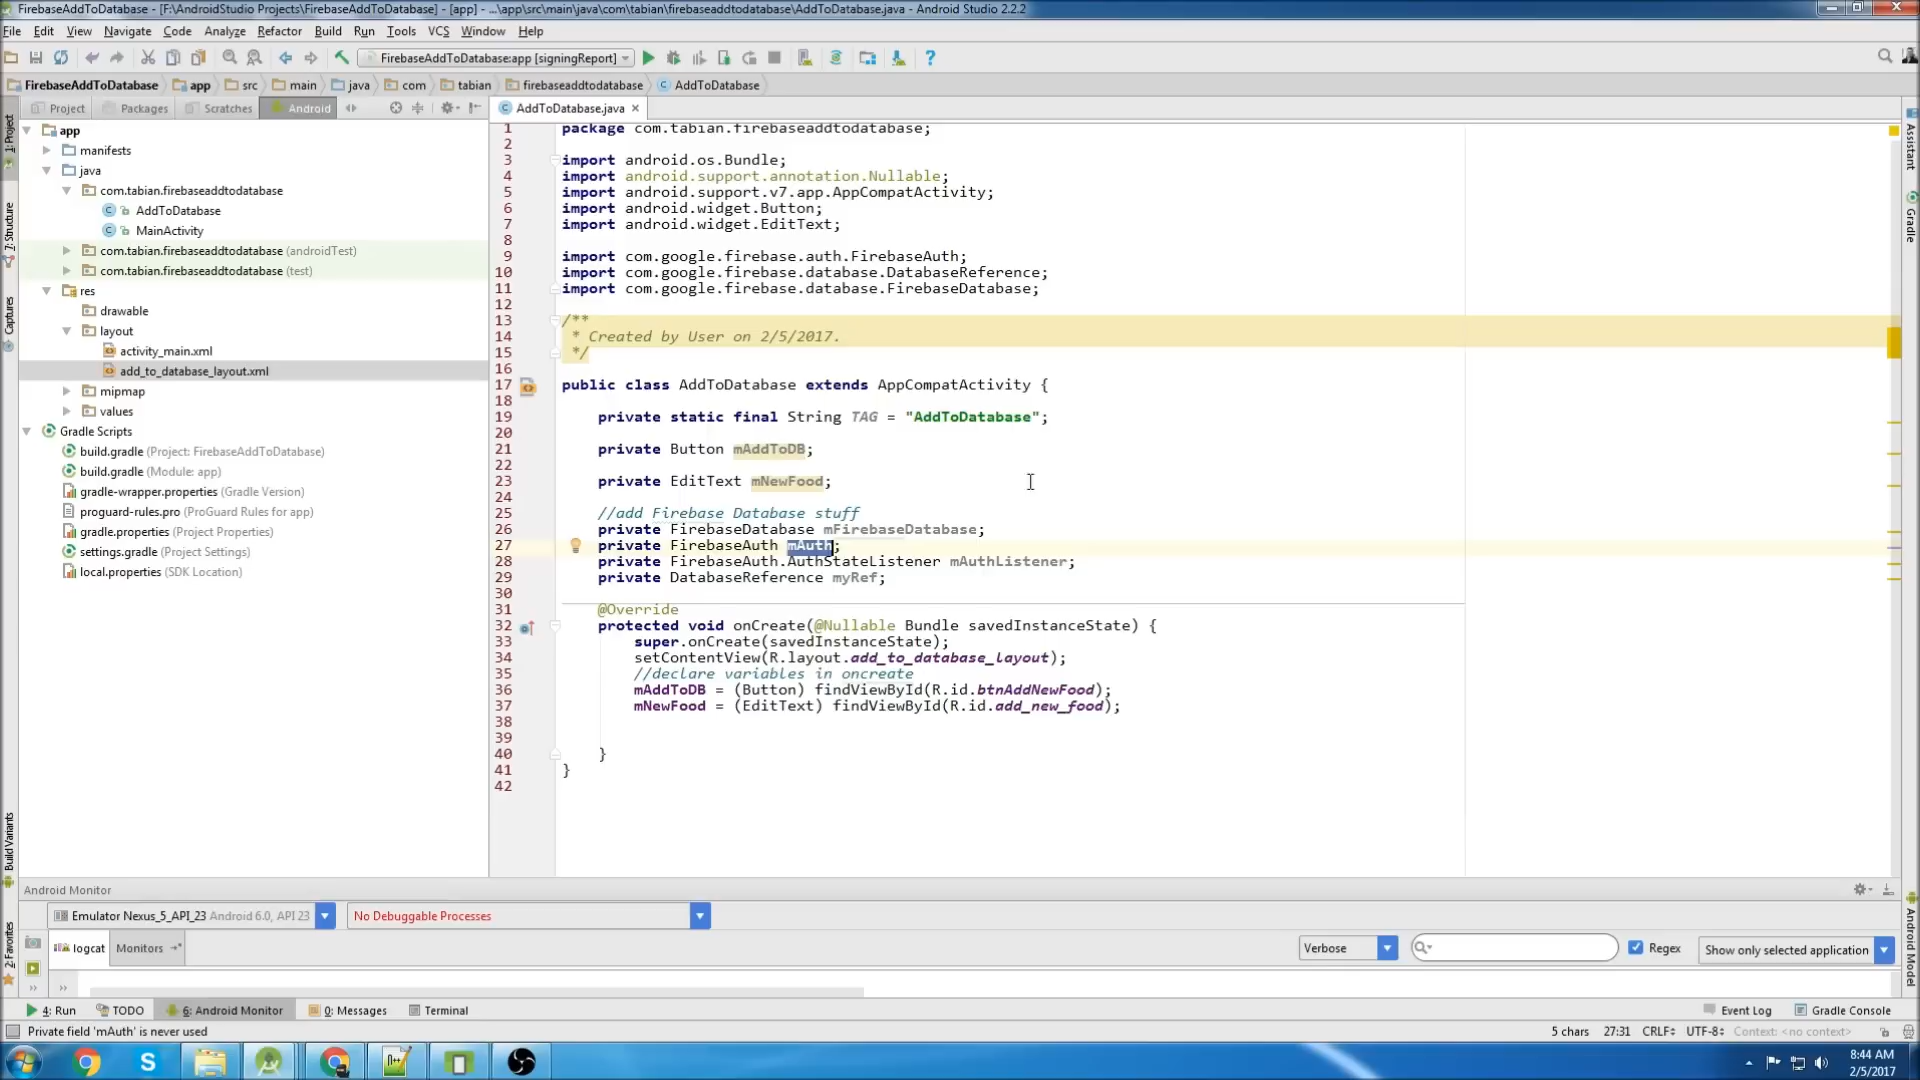 FirebaseAddToDatabase - [F:\AndroidStudio Projects\FirebaseAddToDatabase] - [app] - ...\app\src\main\java\com\tabian\firebaseaddtodatabase\AddToDatabase.java - Android Studio 2.2.2
File Edit View Navigate Code Analyze Refactor Build Run Tools VCS Window Help
FirebaseAddToDatabase:app [signingReport]
FirebaseAddToDatabase app src main java com tabian firebaseaddtodatabase AddToDatabase
Project Packages Scratches Android AddToDatabase.java
1: Project
7: Structure
Captures
Build Variants
2: Favorites
app
manifests
java
com.tabian.firebaseaddtodatabase
AddToDatabase
MainActivity
com.tabian.firebaseaddtodatabase (androidTest)
com.tabian.firebaseaddtodatabase (test)
res
drawable
layout
activity_main.xml
add_to_database_layout.xml
mipmap
values
Gradle Scripts
build.gradle (Project: FirebaseAddToDatabase)
build.gradle (Module: app)
gradle-wrapper.properties (Gradle Version)
proguard-rules.pro (ProGuard Rules for app)
gradle.properties (Project Properties)
settings.gradle (Project Settings)
local.properties (SDK Location)
1 package com.tabian.firebaseaddtodatabase;
2
3 import android.os.Bundle;
4 import android.support.annotation.Nullable;
5 import android.support.v7.app.AppCompatActivity;
6 import android.widget.Button;
7 import android.widget.EditText;
8
9 import com.google.firebase.auth.FirebaseAuth;
10 import com.google.firebase.database.DatabaseReference;
11 import com.google.firebase.database.FirebaseDatabase;
12
13 /**
14 * Created by User on 2/5/2017.
15 */
16
17 public class AddToDatabase extends AppCompatActivity {
18
19 private static final String TAG = "AddToDatabase";
20
21 private Button mAddToDB;
22
23 private EditText mNewFood;
24
25 //add Firebase Database stuff
26 private FirebaseDatabase mFirebaseDatabase;
27 private FirebaseAuth mAuth;
28 private FirebaseAuth.AuthStateListener mAuthListener;
29 private DatabaseReference myRef;
30
31 @Override
32 protected void onCreate(@Nullable Bundle savedInstanceState) {
33 super.onCreate(savedInstanceState);
34 setContentView(R.layout.add_to_database_layout);
35 //declare variables in oncreate
36 mAddToDB = (Button) findViewById(R.id.btnAddNewFood);
37 mNewFood = (EditText) findViewById(R.id.add_new_food);
38
39
40 }
41 }
42
Assistant
Gradle
Android Model
Android Monitor
Emulator Nexus_5_API_23 Android 6.0, API 23 No Debuggable Processes
logcat Monitors Verbose Regex Show only selected application
4: Run TODO 6: Android Monitor 0: Messages Terminal Event Log Gradle Console
Private field 'mAuth' is never used 5 chars 27:31 CRLF UTF-8 Context: <no context>
8:44 AM
2/5/2017